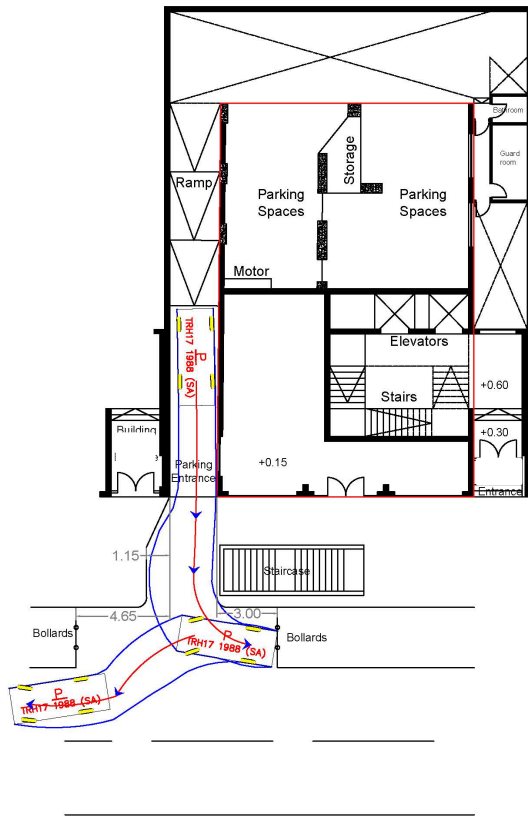 Bathroom
Guard
room
Ramp
Storage
Parking
Spaces
Parking
Spaces
Motor
P
TRH17 1988 (SA)
Elevators
Stairs
+0.60
Building
+0.30
Parking
Entrance
+0.15
Entrance
1.15
Staircase
4.65
3.00
Bollards
Bollards
P
TRH17 1988 (SA)
P
TRH17 1988 (SA)